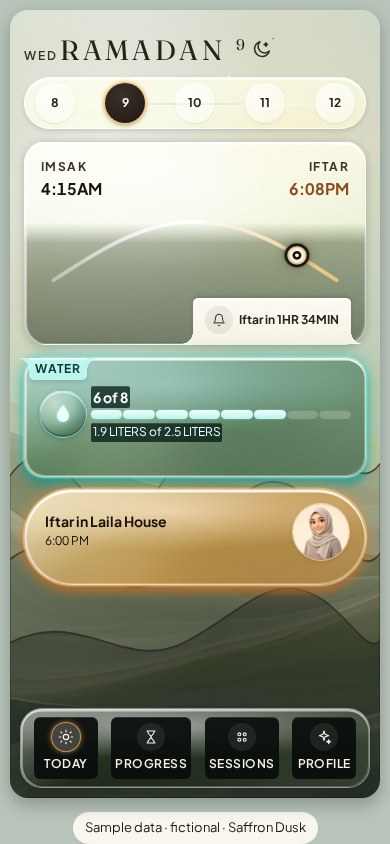 WED RAMADAN 9
8 9 10 11 12
IMSAK IFTAR
4:15AM 6:08PM
Iftar in 1HR 34MIN
WATER
6 of 8
1.9 LITERS of 2.5 LITERS
Iftar in Laila House
6:00 PM
TODAY PROGRESS SESSIONS PROFILE
Sample data · fictional · Saffron Dusk